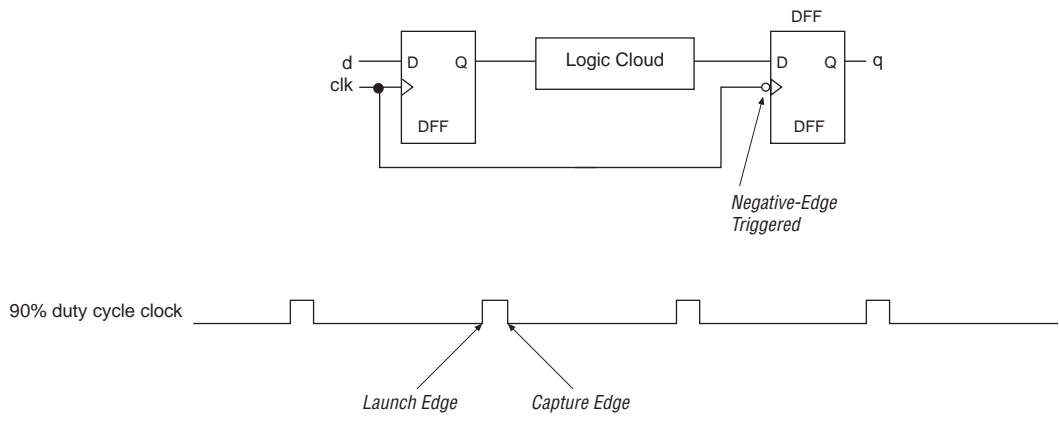 DFF
d
D
Q
Logic Cloud
D
Q
q
clk
DFF
DFF
Negative-Edge
Triggered
90% duty cycle clock
Launch Edge
Capture Edge